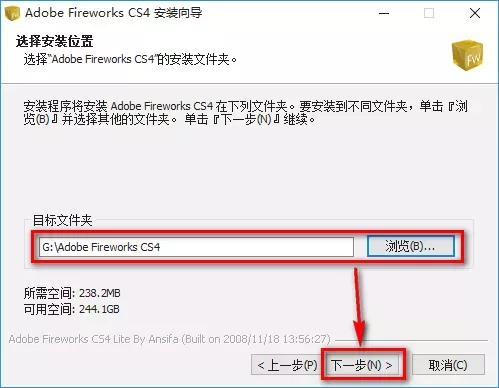 Adobe Fireworks CS4 安装向导
选择安装位置
选择“Adobe Fireworks CS4”的安装文件夹。
FW
安装程序将安装 Adobe Fireworks CS4 在下列文件夹。要安装到不同文件夹，单击『浏
览(B)』并选择其他的文件夹。 单击『下一步(N)』继续。
目标文件夹
G:\Adobe Fireworks CS4
浏览(B)...
所需空间: 238.2MB
可用空间: 244.1GB
Adobe Fireworks CS4 Lite By Ansifa (Built on 2008/11/18 13:56:27)
< 上一步(P)
下一步(N) >
取消(C)